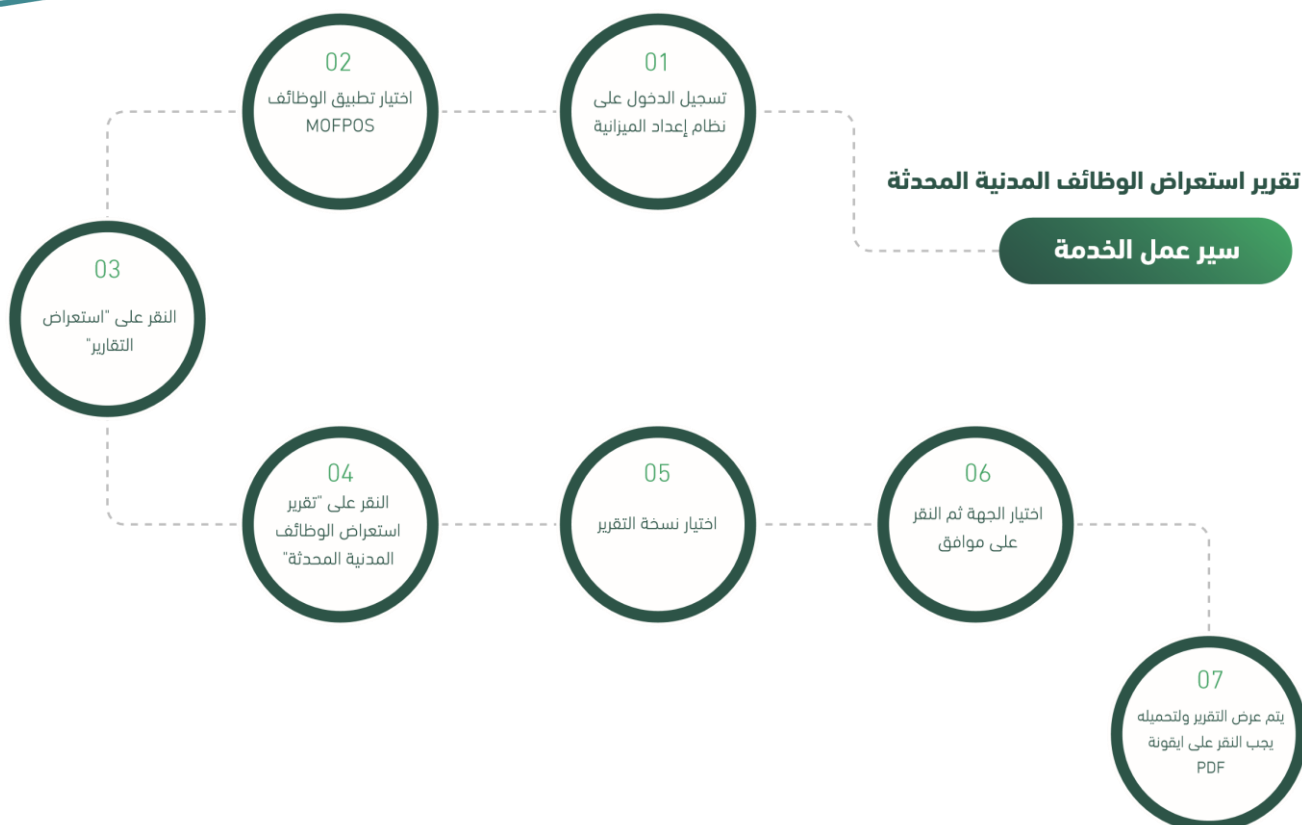 تقرير استعراض الوظائف المدنية المحدثة
سير عمل الخدمة
01
تسجيل الدخول على
نظام إعداد الميزانية
02
اختيار تطبيق الوظائف
MOFPOS
03
النقر على "استعراض
التقارير"
04
النقر على "تقرير
استعراض الوظائف
المدنية المحدثة"
05
اختيار نسخة التقرير
06
اختيار الجهة ثم النقر
على موافق
07
يتم عرض التقرير ولتحميله
يجب النقر على ايقونة
PDF